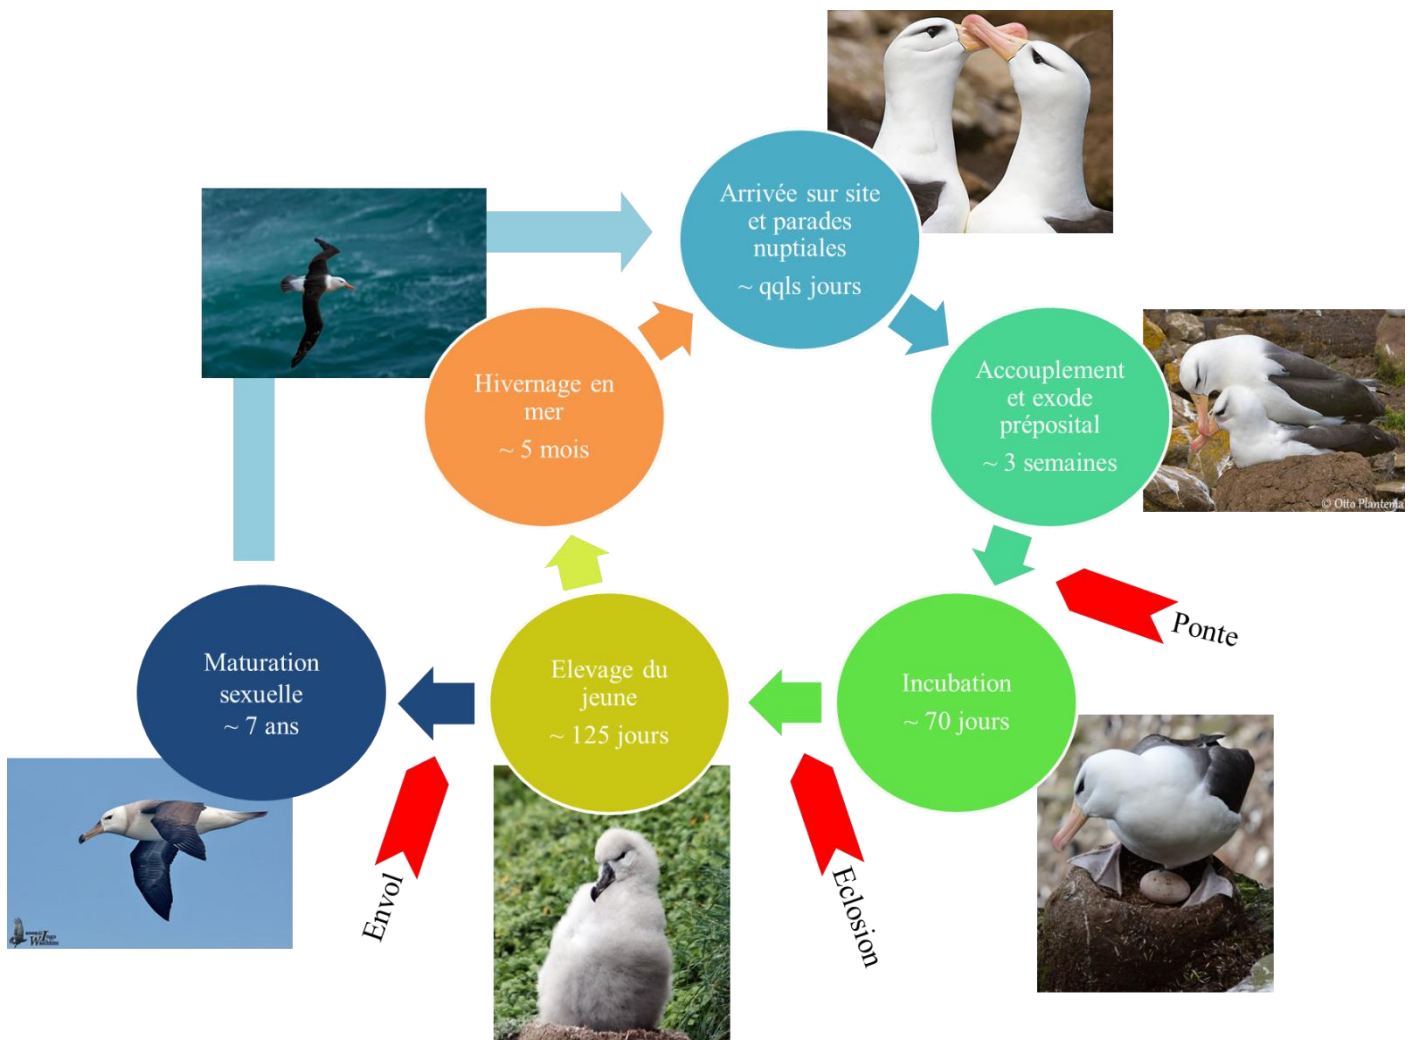 Arrivée sur site
et parades
nuptiales
~ qqls jours
Accouplement
et exode
préposital
~ 3 semaines
© Otto Plantema
Ponte
Incubation
~ 70 jours
Eclosion
Elevage du
jeune
~ 125 jours
Envol
Maturation
sexuelle
~ 7 ans
Hivernage en
mer
~ 5 mois